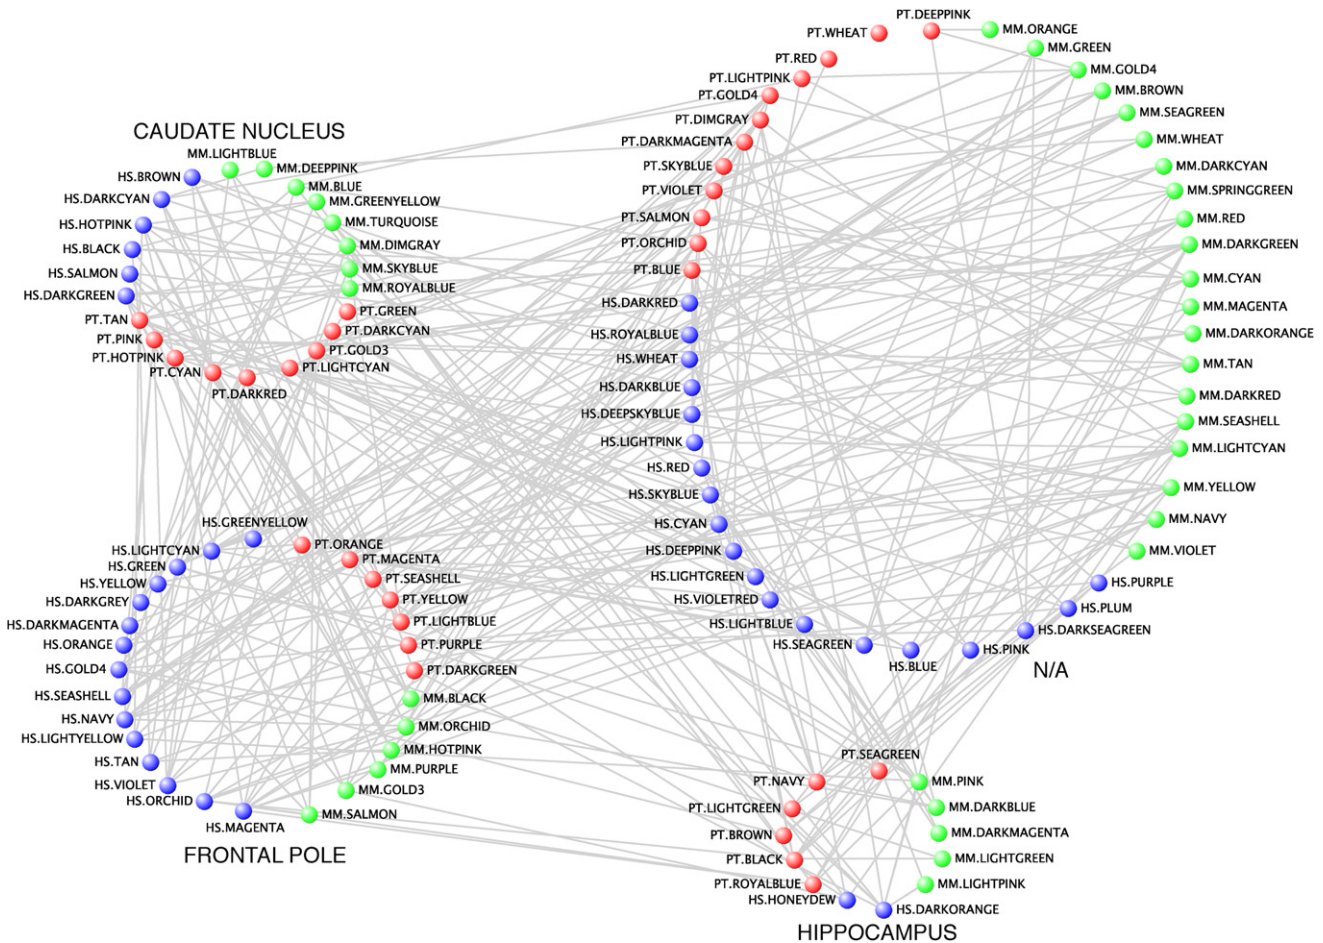 CAUDATE NUCLEUS
MM.LIGHTBLUE
MM.DEEPPINK
HS.BROWN
MM.BLUE
HS.DARKCYAN
MM.GREENYELLOW
HS.HOTPINK
MM.TURQUOISE
HS.BLACK
MM.DIMGRAY
HS.SALMON
MM.SKYBLUE
HS.DARKGREEN
MM.ROYALBLUE
PT.TAN
PT.GREEN
PT.PINK
PT.DARKCYAN
PT.HOTPINK
PT.GOLD3
PT.CYAN
PT.LIGHTCYAN
PT.DARKRED
HS.GREENYELLOW
PT.ORANGE
HS.LIGHTCYAN
PT.MAGENTA
HS.GREEN
PT.SEASHELL
HS.YELLOW
PT.YELLOW
HS.DARKGREY
PT.LIGHTBLUE
HS.DARKMAGENTA
HS.ORANGE
PT.PURPLE
HS.GOLD4
PT.DARKGREEN
HS.SEASHELL
MM.BLACK
HS.NAVY
MM.ORCHID
HS.LIGHTYELLOW
MM.HOTPINK
HS.TAN
MM.PURPLE
HS.VIOLET
MM.GOLD3
HS.ORCHID
MM.SALMON
HS.MAGENTA
FRONTAL POLE
PT.DEEPPINK
PT.WHEAT
MM.ORANGE
MM.GREEN
PT.RED
MM.GOLD4
PT.LIGHTPINK
MM.BROWN
PT.GOLD4
MM.SEAGREEN
PT.DIMGRAY
MM.WHEAT
PT.DARKMAGENTA
PT.SKYBLUE
MM.DARKCYAN
PT.VIOLET
MM.SPRINGGREEN
PT.SALMON
MM.RED
PT.ORCHID
MM.DARKGREEN
PT.BLUE
MM.CYAN
HS.DARKRED
MM.MAGENTA
HS.ROYALBLUE
MM.DARKORANGE
HS.WHEAT
MM.TAN
HS.DARKBLUE
MM.DARKRED
HS.DEEPSKYBLUE
MM.SEASHELL
HS.LIGHTPINK
MM.LIGHTCYAN
HS.RED
MM.YELLOW
HS.SKYBLUE
HS.CYAN
MM.NAVY
HS.DEEPPINK
MM.VIOLET
HS.LIGHTGREEN
HS.PURPLE
HS.VIOLETRED
HS.PLUM
HS.LIGHTBLUE
HS.DARKSEAGREEN
HS.SEAGREEN
HS.PINK
HS.BLUE
N/A
PT.SEAGREEN
PT.NAVY
MM.PINK
PT.LIGHTGREEN
MM.DARKBLUE
PT.BROWN
MM.DARKMAGENTA
PT.BLACK
MM.LIGHTGREEN
PT.ROYALBLUE
MM.LIGHTPINK
HS.HONEYDEW
HS.DARKORANGE
HIPPOCAMPUS